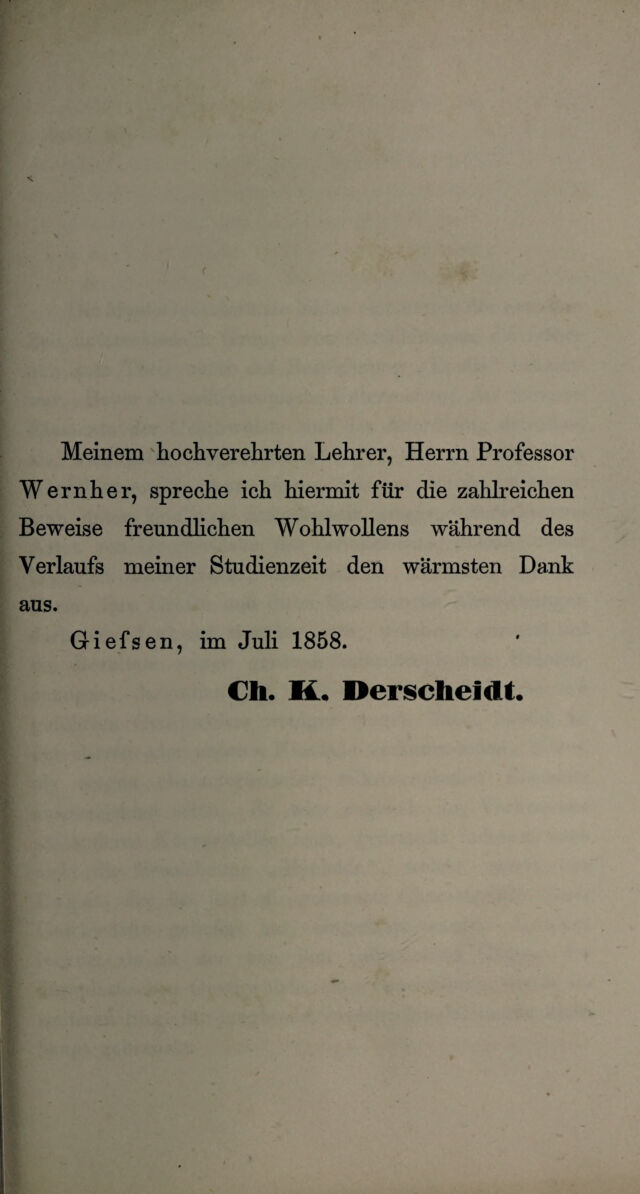 Meinem hochverehrten Lehrer, Herrn Professor
Wernher, spreche ich hiermit für die zahlreichen
Beweise freundlichen Wohlwollens während des
Verlaufs meiner Studienzeit den wärmsten Dank
aus.
Giefsen, im Juli 1858.
Ch. K. Derscheidt.